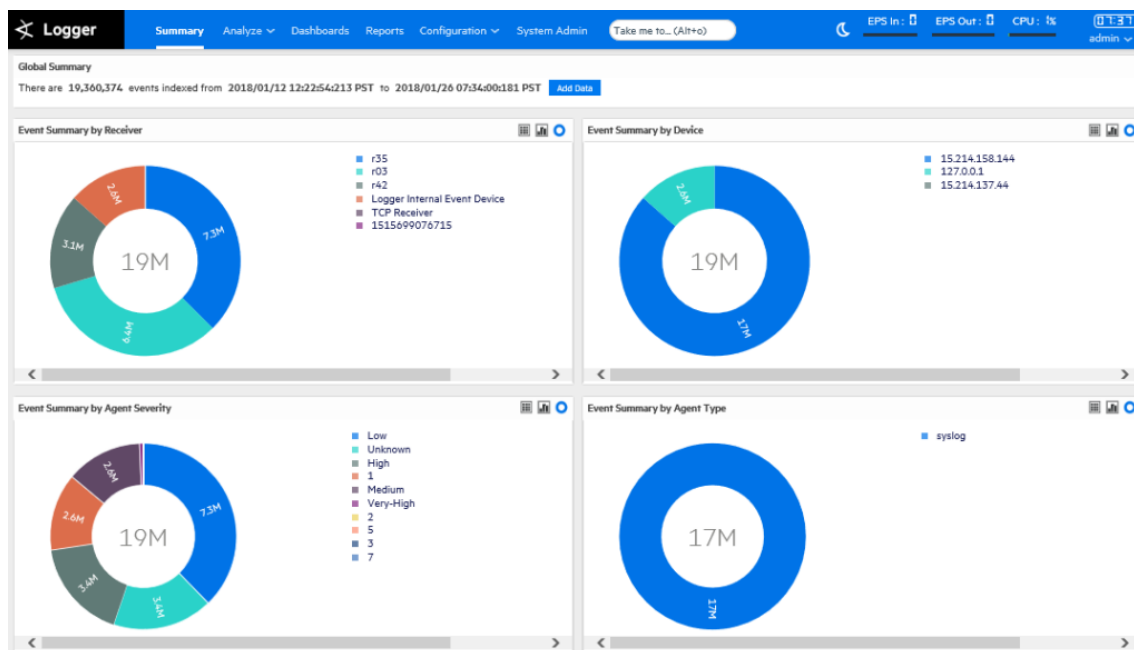 Logger
Summary Analyze Dashboards Reports Configuration System Admin Take me to... (Alt+o) EPS In : 0 EPS Out : 0 CPU : 1% 07:37
admin
Global Summary
There are 19,360,374 events indexed from 2018/01/12 12:22:54:213 PST to 2018/01/26 07:34:00:181 PST Add Data
Event Summary by Receiver
7.3M
6.4M
3.1M
2.6M
19M
r35
r03
r42
Logger Internal Event Device
TCP Receiver
1515699076715
Event Summary by Device
2.6M
17M
19M
15.214.158.144
127.0.0.1
15.214.137.44
Event Summary by Agent Severity
7.3M
3.4M
3.4M
2.6M
2.6M
19M
Low
Unknown
High
1
Medium
Very-High
2
5
3
7
Event Summary by Agent Type
17M
17M
syslog